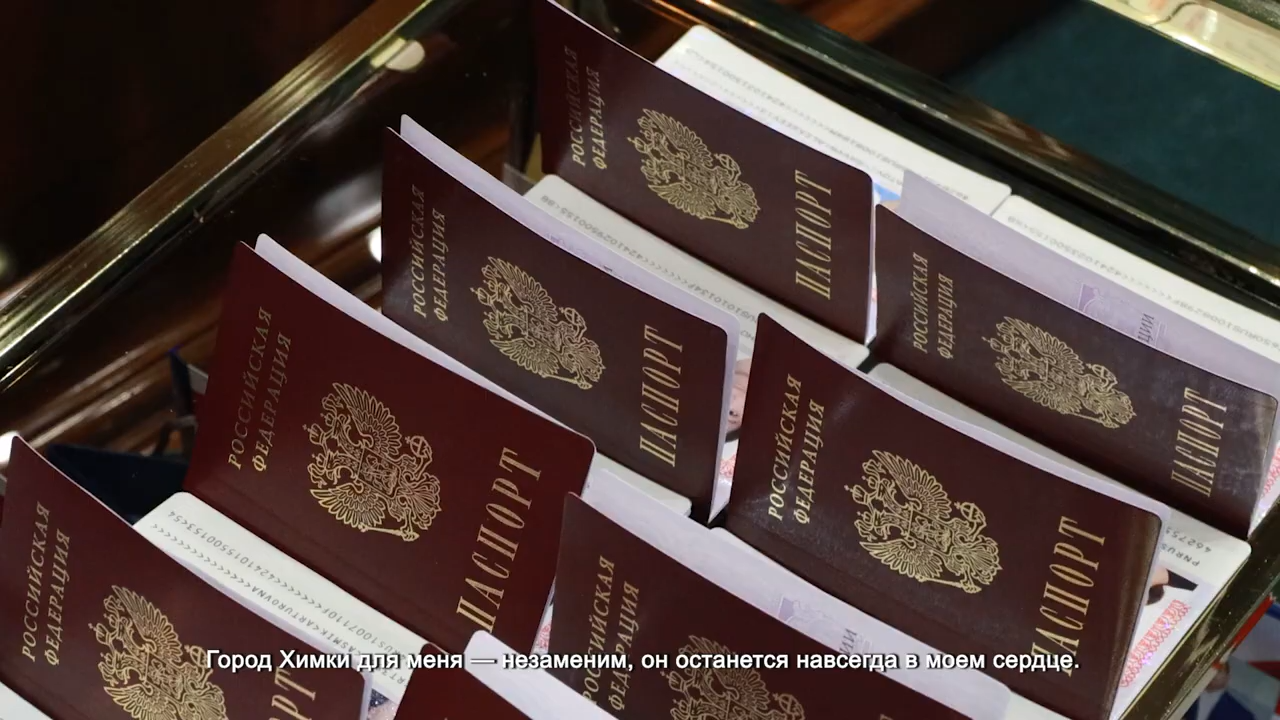 РОССИЙСКАЯ
ФЕДЕРАЦИЯ
ПАСПОРТ
РОССИЙСКАЯ
ФЕДЕРАЦИЯ
ПАСПОРТ
РОССИЙСКАЯ
ФЕДЕРАЦИЯ
ПАСПОРТ
РОССИЙСКАЯ
ФЕДЕРАЦИЯ
ПАСПОРТ
РОССИЙСКАЯ
ФЕДЕРАЦИЯ
ПАСПОРТ
РОССИЙСКАЯ
ФЕДЕРАЦИЯ
РОССИЙСКАЯ
ФЕДЕРАЦИЯ
Город Химки для меня — незаменим, он останется навсегда в моем сердце.